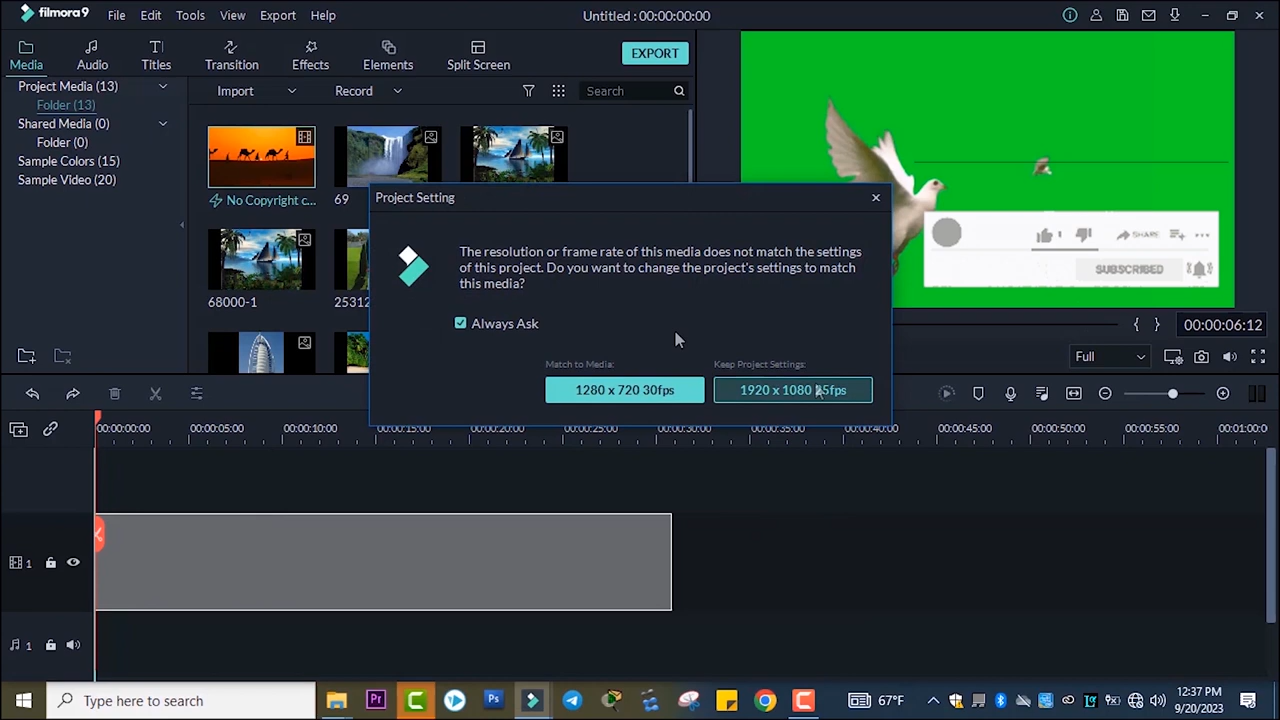 filmora9
File Edit Tools View Export Help
Untitled : 00:00:00:00
Media Audio Titles Transition Effects Elements Split Screen
EXPORT
Project Media (13)
Folder (13)
Shared Media (0)
Folder (0)
Sample Colors (15)
Sample Video (20)
Import Record Search
No Copyright c...
69
68000-1
2531
SHARE
SUBSCRIBED
Project Setting
The resolution or frame rate of this media does not match the settings
of this project. Do you want to change the project's settings to match
this media?
Always Ask
Match to Media: Keep Project Settings:
1280 x 720 30fps 1920 x 1080 25fps
00:00:06:12
Full
00:00:00:00 00:00:05:00 00:00:10:00 00:00:15:00 00:00:20:00 00:00:25:00 00:00:30:00 00:00:35:00 00:00:40:00 00:00:45:00 00:00:50:00 00:00:55:00 00:01:00:0
1
1
Type here to search
Pr
Ps
67°F
12:37 PM
9/20/2023